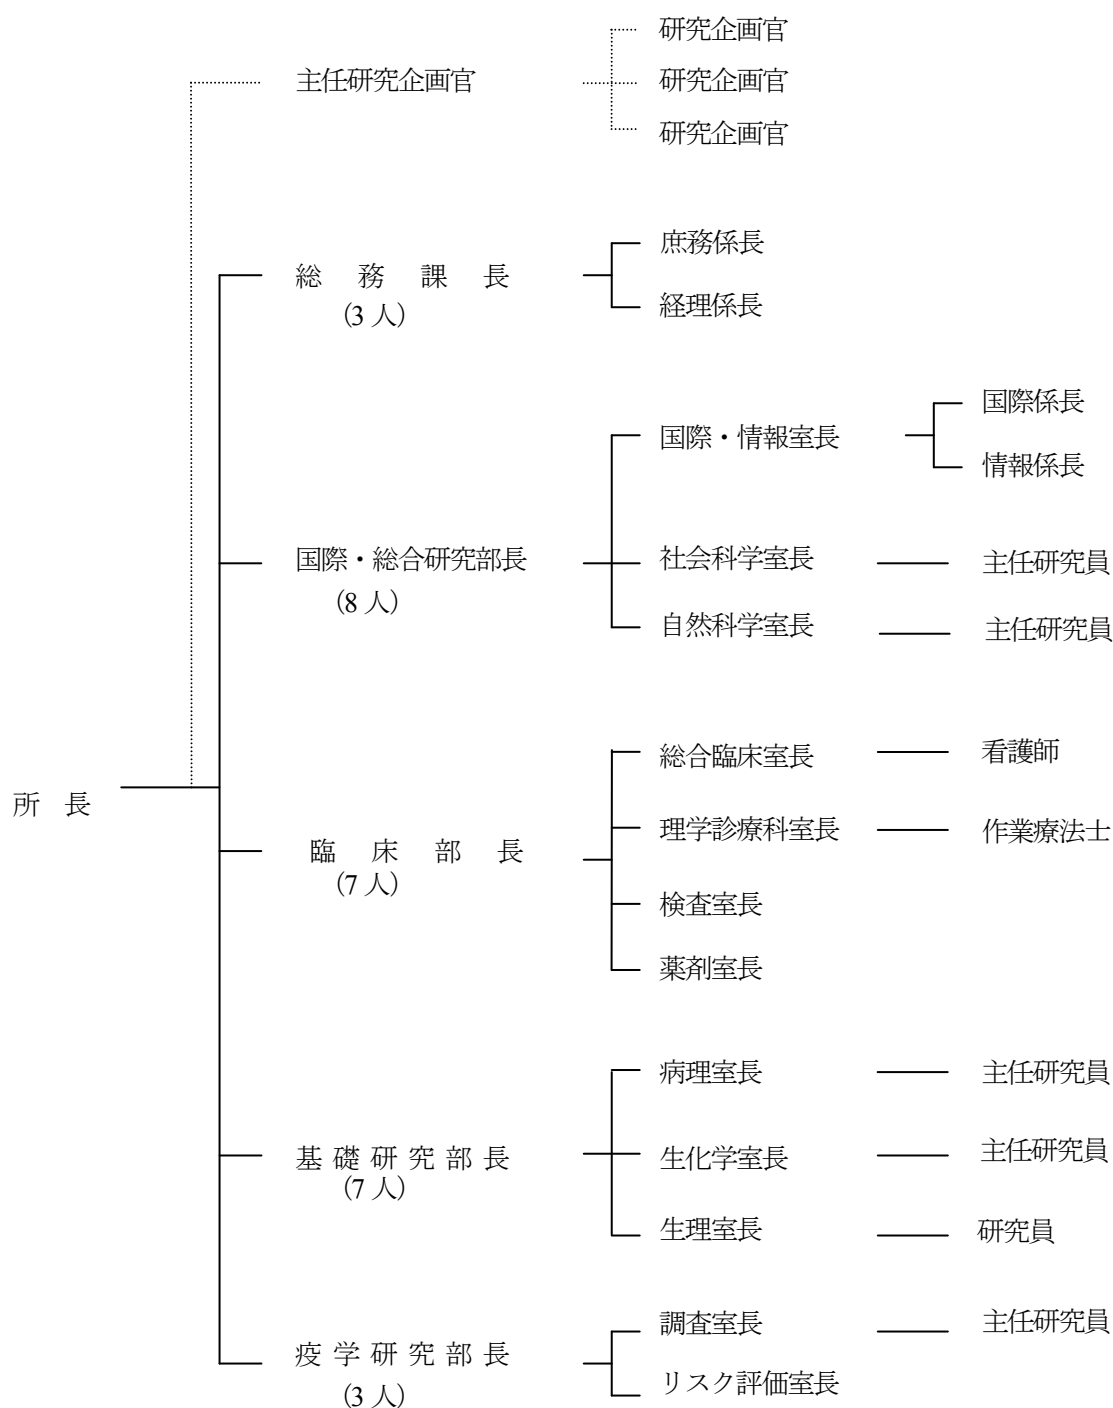 研究企画官
主任研究企画官
研究企画官
研究企画官
総務課長
(3 人)
庶務係長
経理係長
国際・総合研究部長
(8 人)
国際・情報室長
国際係長
情報係長
社会科学室長
主任研究員
自然科学室長
主任研究員
所長
臨床部長
(7 人)
総合臨床室長
看護師
理学診療科室長
作業療法士
検査室長
薬剤室長
基礎研究部長
(7 人)
病理室長
主任研究員
生化学室長
主任研究員
生理室長
研究員
疫学研究部長
(3 人)
調査室長
主任研究員
リスク評価室長